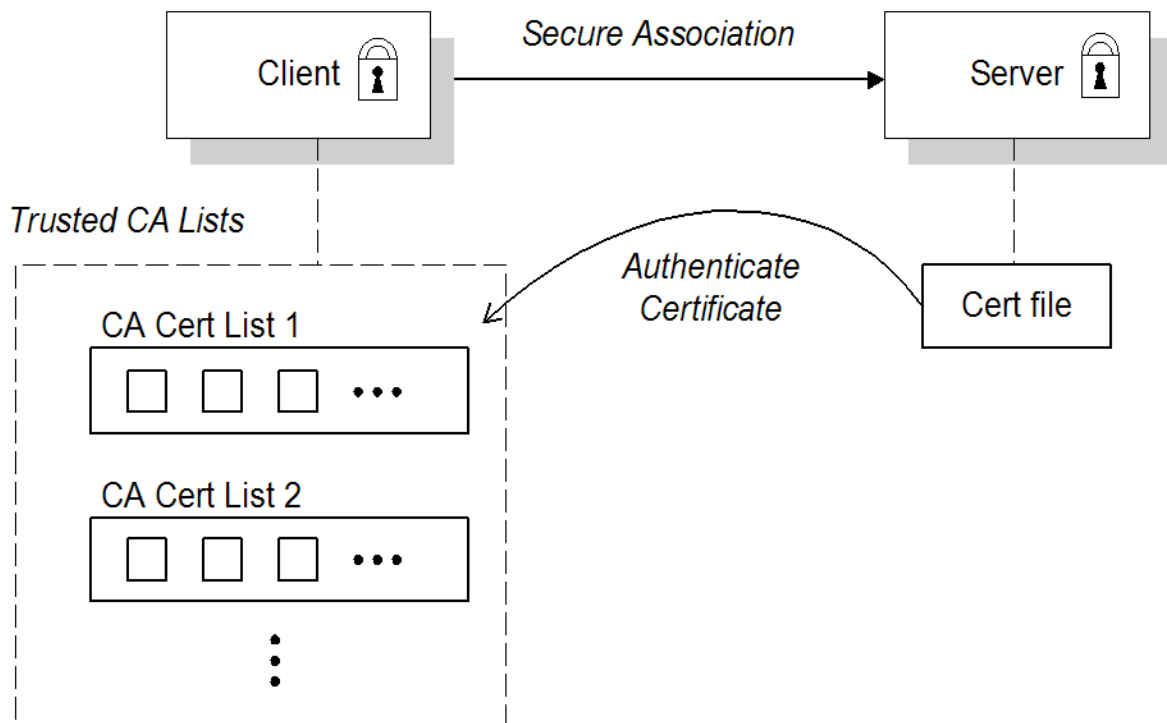 Secure Association
Client
Server
Trusted CA Lists
Authenticate
Certificate
Cert file
CA Cert List 1
CA Cert List 2